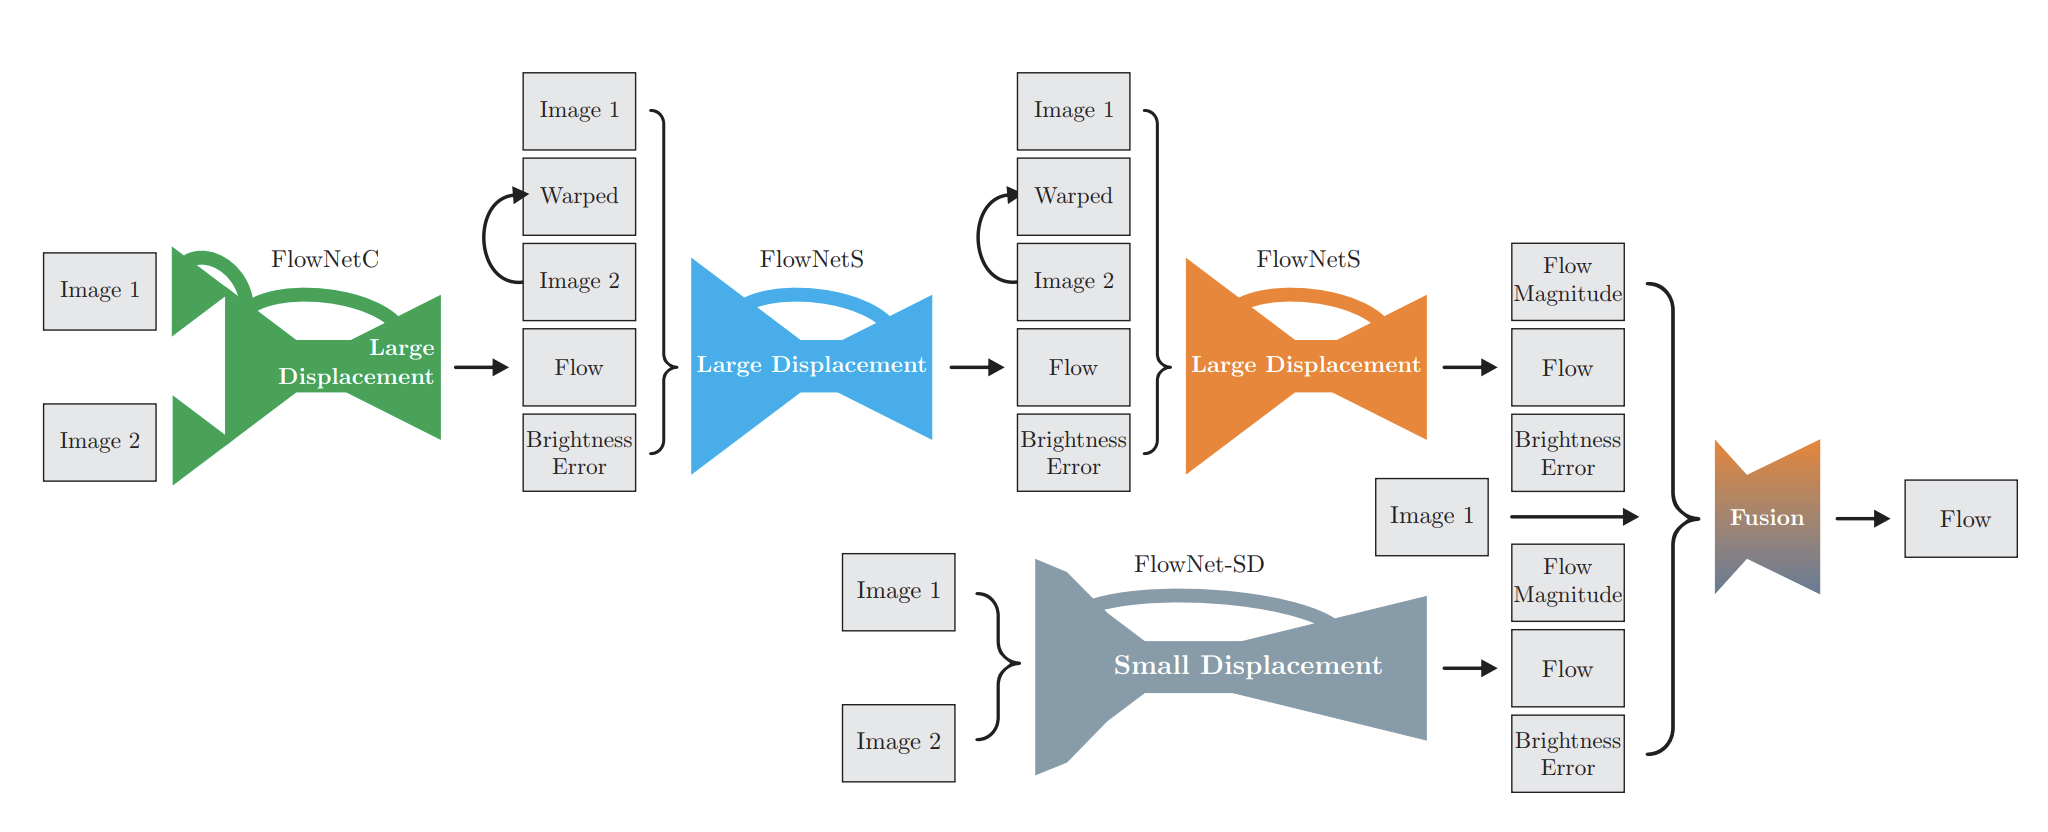 Image 1
Image 2
FlowNetC
Large
Displacement
Image 1
Warped
Image 2
Flow
Brightness
Error
FlowNetS
Large Displacement
Image 1
Warped
Image 2
Flow
Brightness
Error
FlowNetS
Large Displacement
Flow
Magnitude
Flow
Brightness
Error
Image 1
Image 1
Image 2
FlowNet-SD
Small Displacement
Flow
Magnitude
Flow
Brightness
Error
Fusion
Flow